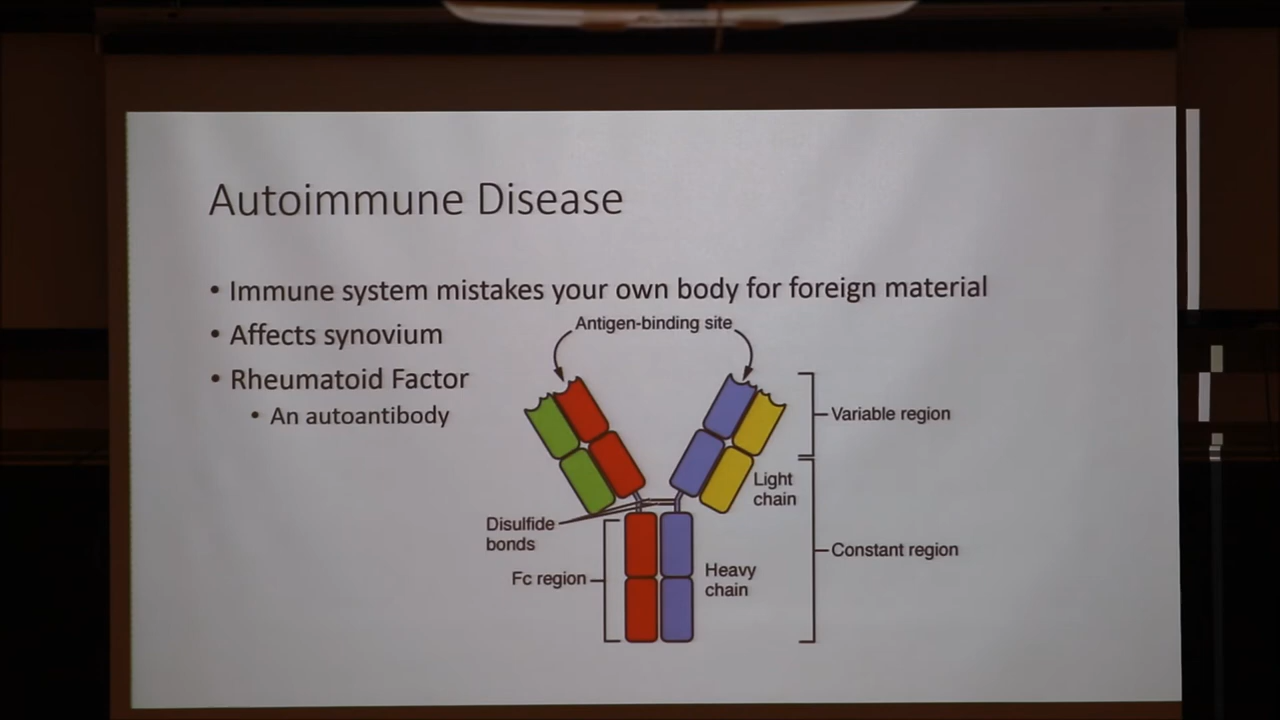 Autoimmune Disease
• Immune system mistakes your own body for foreign material
• Affects synovium
• Rheumatoid Factor
• An autoantibody
Antigen-binding site
Variable region
Light
chain
Disulfide
bonds
Constant region
Fc region
Heavy
chain